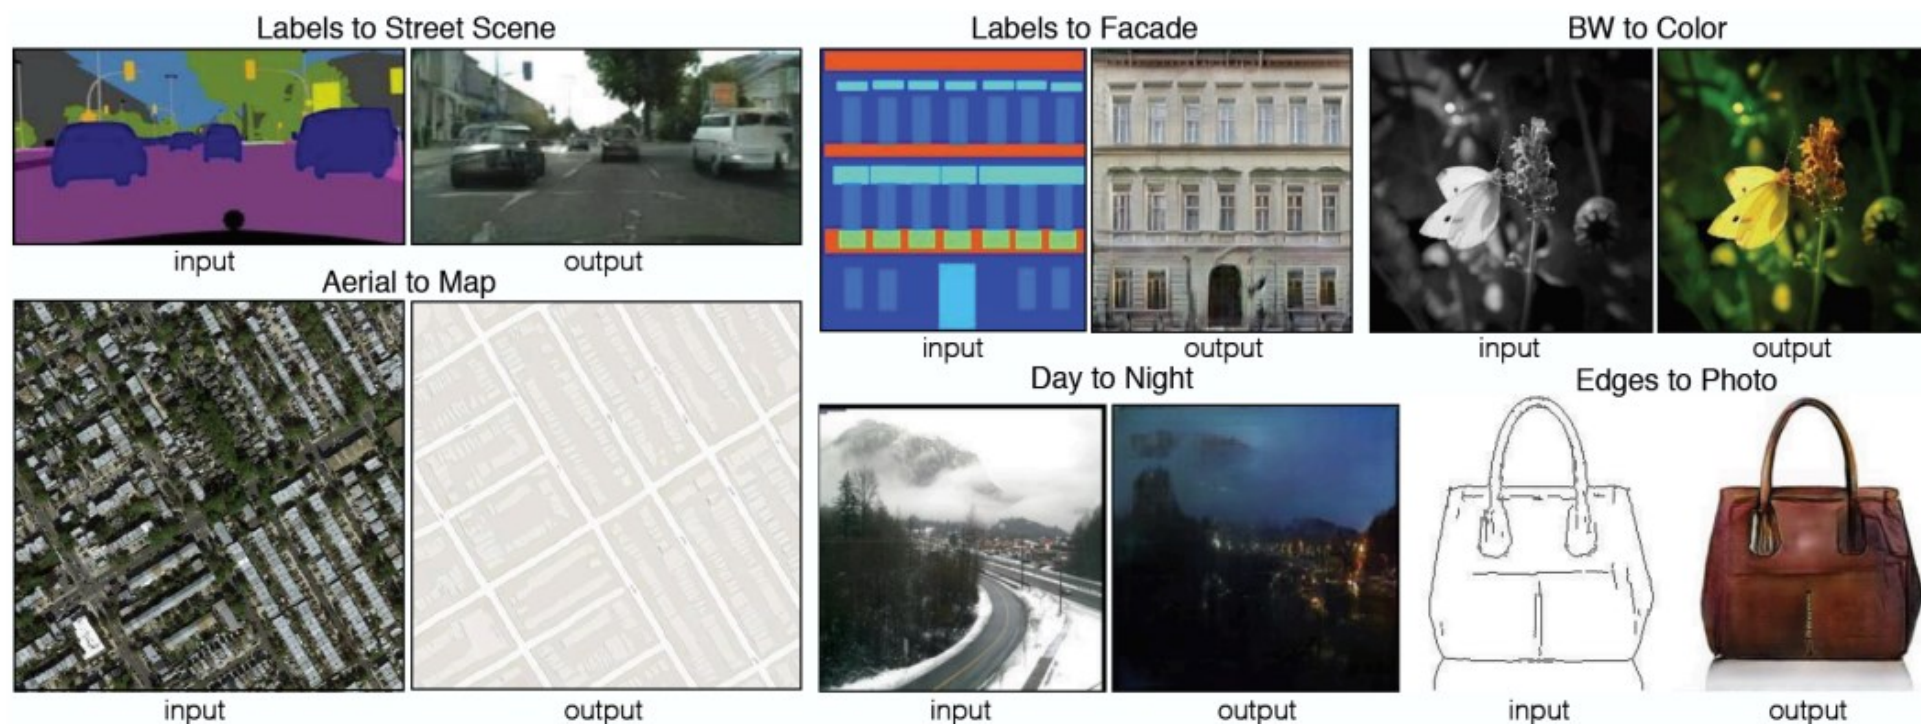 Labels to Street Scene
input
output
Aerial to Map
input
output
Labels to Facade
input
output
BW to Color
input
output
Day to Night
input
output
Edges to Photo
input
output